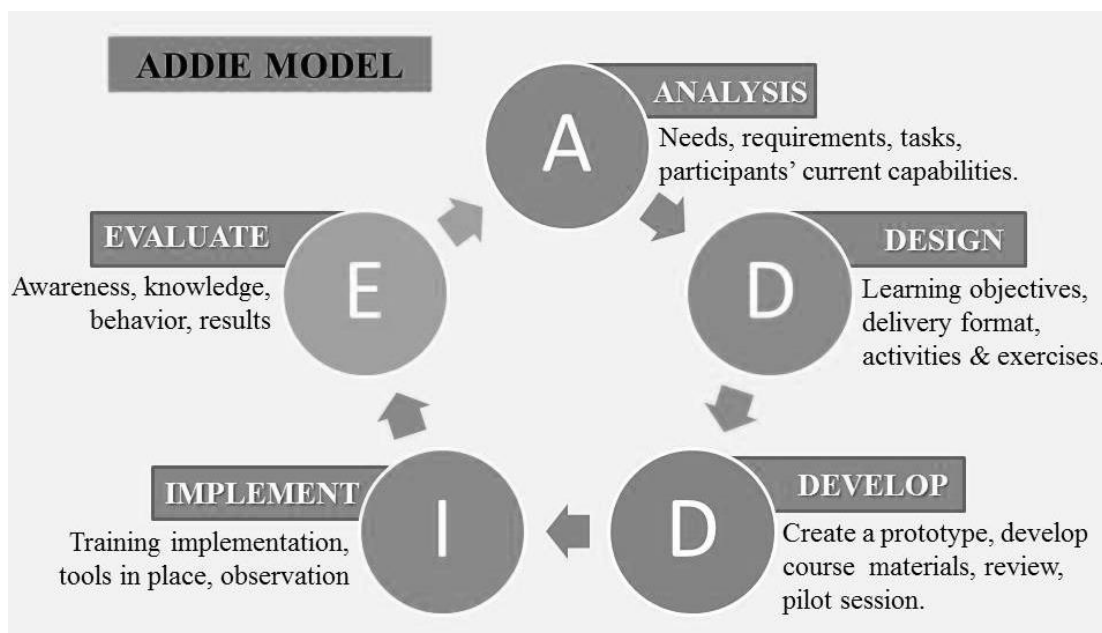 ADDIE MODEL
A
ANALYSIS
Needs, requirements, tasks,
participants’ current capabilities.
D
DESIGN
Learning objectives,
delivery format,
activities & exercises.
D
DEVELOP
Create a prototype, develop
course materials, review,
pilot session.
I
IMPLEMENT
Training implementation,
tools in place, observation
E
EVALUATE
Awareness, knowledge,
behavior, results